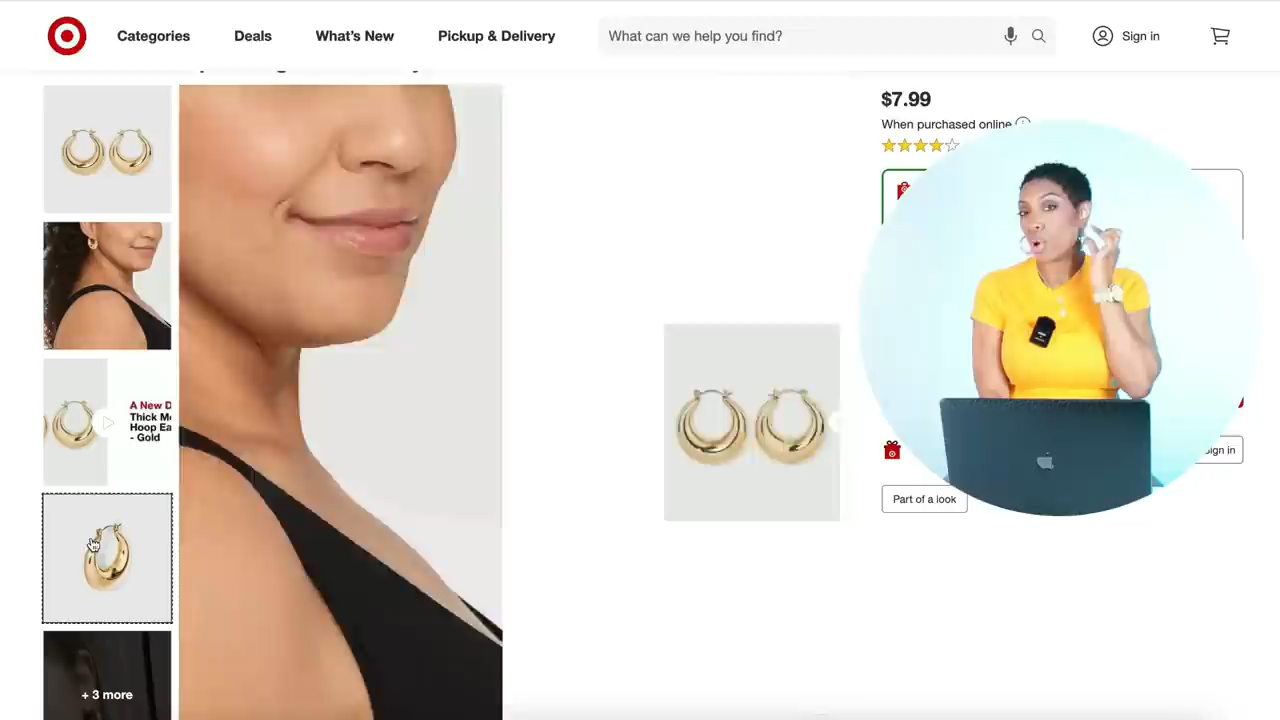 Categories
Deals
What's New
Pickup & Delivery
What can we help you find?
Sign in
$7.99
When purchased online
A New D
Thick M
Hoop Ea
- Gold
Sign in
Part of a look
+ 3 more